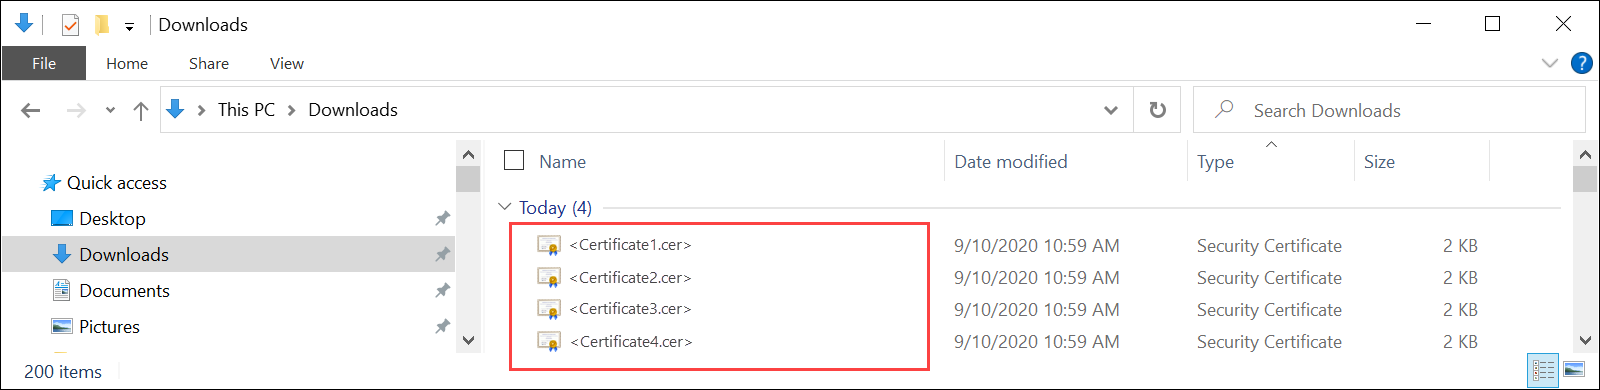 Downloads
File Home Share View
This PC Downloads
Search Downloads
Name Date modified Type Size
Quick access
Desktop
Downloads
Documents
Pictures
Today (4)
<Certificate1.cer> 9/10/2020 10:59 AM Security Certificate 2 KB
<Certificate2.cer> 9/10/2020 10:59 AM Security Certificate 2 KB
<Certificate3.cer> 9/10/2020 10:59 AM Security Certificate 2 KB
<Certificate4.cer> 9/10/2020 10:59 AM Security Certificate 2 KB
200 items